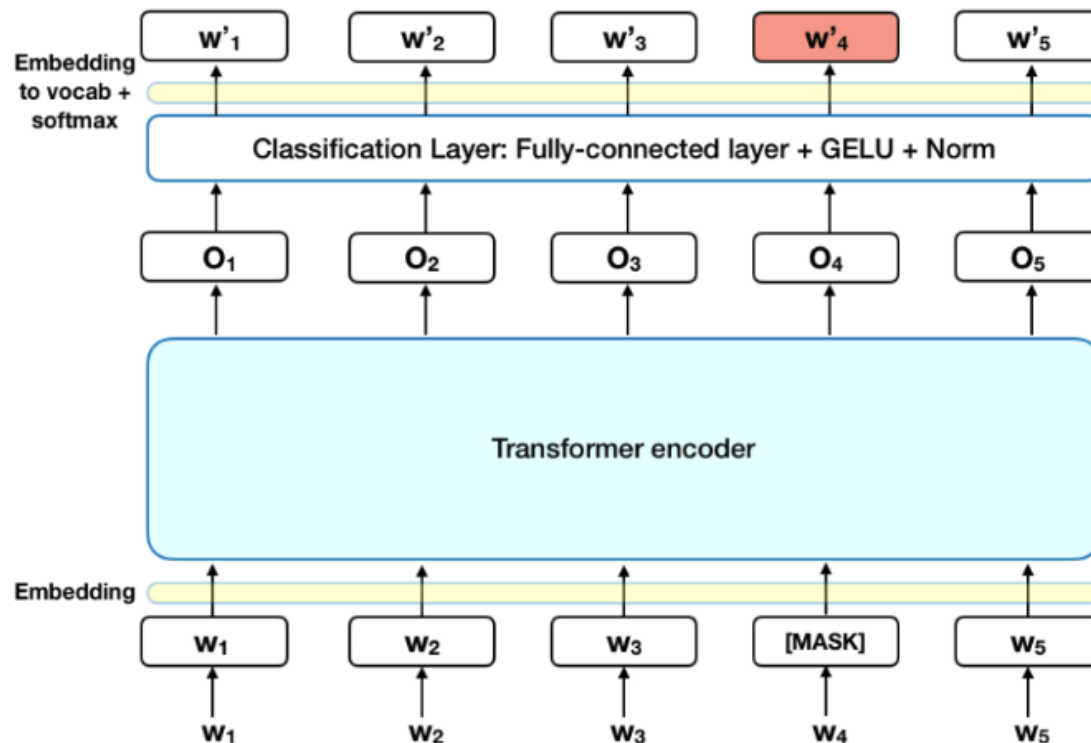 w'₁ w'₂ w'₃ w'₄ w'₅
Embedding
to vocab +
softmax
Classification Layer: Fully-connected layer + GELU + Norm
O₁ O₂ O₃ O₄ O₅
Transformer encoder
Embedding
w₁ w₂ w₃ [MASK] w₅
w₁ w₂ w₃ w₄ w₅